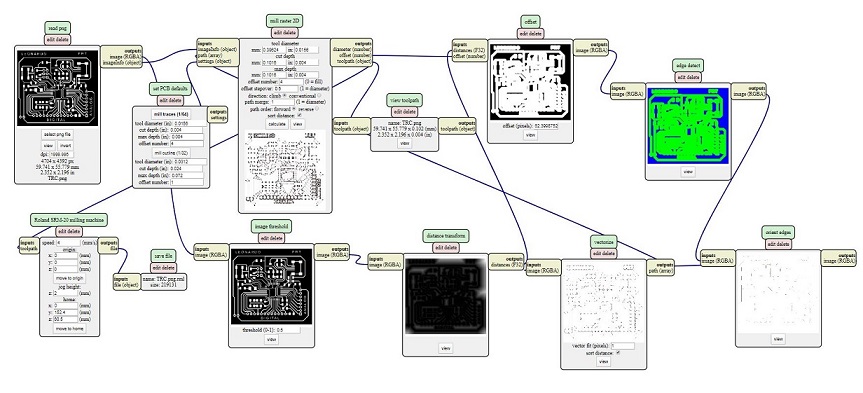 read png
edit delete
outputs
image (RGBA)
imageInfo (object)
select png file
view invert
4704 x 4392 px
59.741 x 55.779 mm
2.352 x 2.196 in
TRC.png
set PCB defaults
edit delete
outputs
settings
mill traces (1/64)
tool diameter (in): 0.0156
cut depth (in): 0.004
max depth (in): 0.004
offset number: 4
mill outline (1/32)
tool diameter (in): 0.0312
cut depth (in): 0.024
max depth (in): 0.072
offset number: 1
mill raster 2D
edit delete
inputs
imageInfo (object)
path (array)
settings (object)
outputs
diameter (number)
offset (number)
toolpath (object)
tool diameter
mm: 0.39624 in: 0.0156
cut depth
mm: 0.1016 in: 0.004
max depth
mm: 0.1016 in: 0.004
offset number: 4 (0 = fill)
offset stepover: 0.5 (1 = diameter)
direction: climb conventional
path merge: 1 (1 = diameter)
path order: forward reverse
sort distance:
calculate view
view toolpath
edit delete
inputs
toolpath (object)
outputs
toolpath (object)
name: TRC.png
59.741 x 55.779 x 0.102 (mm)
2.352 x 2.196 x 0.004 (in)
view
offset
edit delete
inputs
distances (F32)
offset (number)
outputs
image (RGBA)
view
edge detect
edit delete
inputs
image (RGBA)
outputs
image (RGBA)
view
Roland SRM-20 milling machine
edit delete
inputs
toolpath
outputs
file
speed: 4 (mm/s)
origin:
x: 0 (mm)
y: 0 (mm)
z: 0 (mm)
move to origin
jog height:
z: 2 (mm)
home:
x: 0 (mm)
y: 152.4 (mm)
z: 60.5 (mm)
move to home
save file
edit delete
inputs
file (object)
name: TRC.png.rml
size: 219131
image threshold
edit delete
inputs
image (RGBA)
outputs
image (RGBA)
threshold (0-1): 0.5
view
distance transform
edit delete
inputs
image (RGBA)
outputs
distances (F32)
view
vectorize
edit delete
inputs
image (RGBA)
outputs
path (array)
vector fit (pixels): 1
sort distance:
view
orient edges
edit delete
inputs
image (RGBA)
outputs
image (RGBA)
view